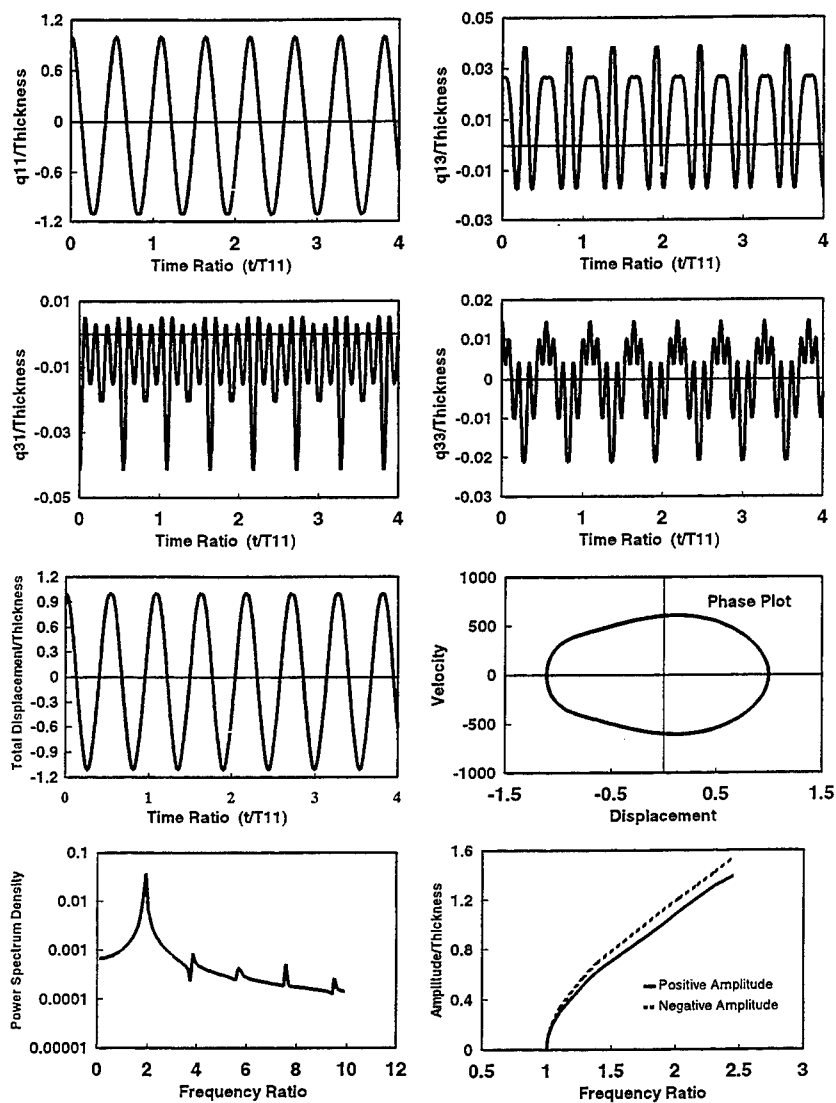 q11/Thickness
1.2
0.6
0
-0.6
-1.2
0 1 2 3 4
Time Ratio (t/T11)
q13/Thickness
0.05
0.03
0.01
-0.01
-0.03
0 1 2 3 4
Time Ratio (t/T11)
q31/Thickness
0.01
-0.01
-0.03
-0.05
0 1 2 3 4
Time Ratio (t/T11)
q33/Thickness
0.02
0.01
0
-0.01
-0.02
-0.03
0 1 2 3 4
Time Ratio (t/T11)
Total Displacement/Thickness
1.2
0.9
0.6
0.3
0
-0.3
-0.6
-0.9
-1.2
0 1 2 3 4
Time Ratio (t/T11)
Phase Plot
Velocity
1000
500
0
-500
-1000
-1.5 -0.5 0.5 1.5
Displacement
Power Spectrum Density
0.1
0.01
0.001
0.0001
0.00001
0 2 4 6 8 10 12
Frequency Ratio
Amplitude/Thickness
1.6
1.2
0.8
0.4
0
Positive Amplitude
Negative Amplitude
0.5 1 1.5 2 2.5 3
Frequency Ratio